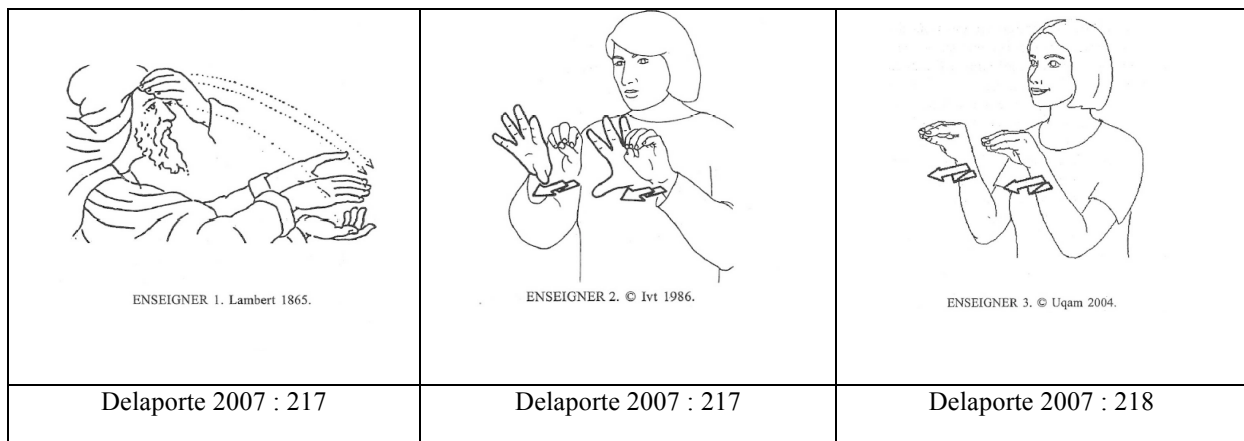 ENSEIGNER 1. Lambert 1865.
ENSEIGNER 2. © Ivt 1986.
ENSEIGNER 3. © Uqam 2004.
Delaporte 2007 : 217
Delaporte 2007 : 217
Delaporte 2007 : 218